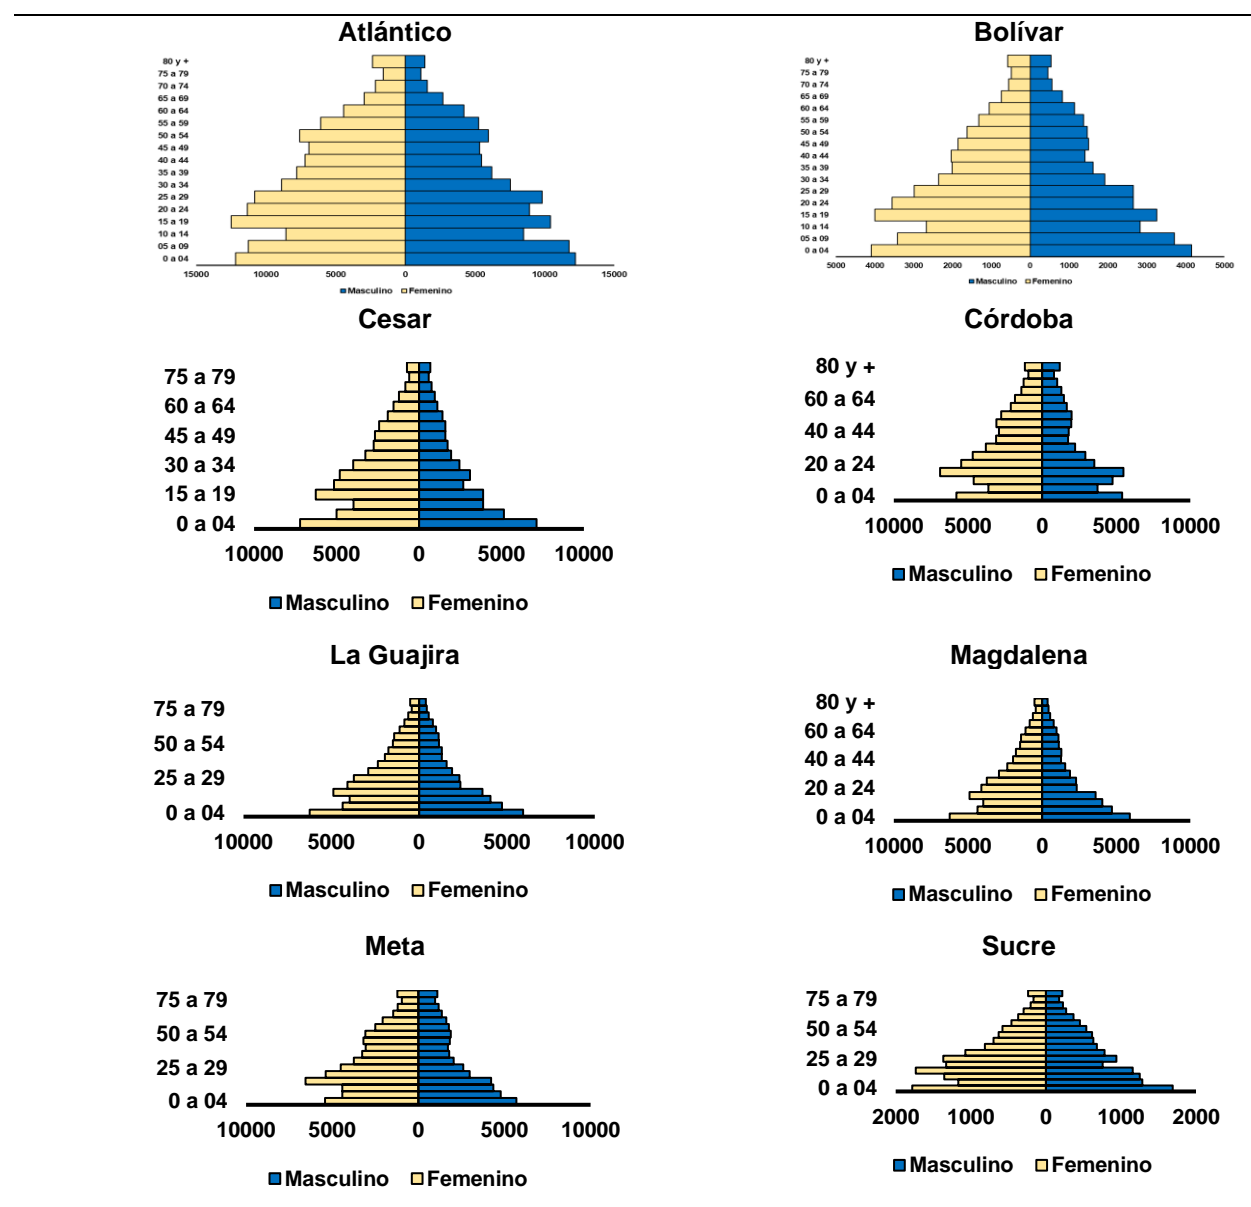 Atlántico
80 y +
75 a 79
70 a 74
65 a 69
60 a 64
55 a 59
50 a 54
45 a 49
40 a 44
35 a 39
30 a 34
25 a 29
20 a 24
15 a 19
10 a 14
05 a 09
0 a 04
15000 10000 5000 0 5000 10000 15000
Masculino Femenino
Bolívar
80 y +
75 a 79
70 a 74
65 a 69
60 a 64
55 a 59
50 a 54
45 a 49
40 a 44
35 a 39
30 a 34
25 a 29
20 a 24
15 a 19
10 a 14
05 a 09
0 a 04
5000 4000 3000 2000 1000 0 1000 2000 3000 4000 5000
Masculino Femenino
Cesar
75 a 79
60 a 64
45 a 49
30 a 34
15 a 19
0 a 04
10000 5000 0 5000 10000
Masculino Femenino
Córdoba
80 y +
60 a 64
40 a 44
20 a 24
0 a 04
10000 5000 0 5000 10000
Masculino Femenino
La Guajira
75 a 79
50 a 54
25 a 29
0 a 04
10000 5000 0 5000 10000
Masculino Femenino
Magdalena
80 y +
60 a 64
40 a 44
20 a 24
0 a 04
10000 5000 0 5000 10000
Masculino Femenino
Meta
75 a 79
50 a 54
25 a 29
0 a 04
10000 5000 0 5000 10000
Masculino Femenino
Sucre
75 a 79
50 a 54
25 a 29
0 a 04
2000 1000 0 1000 2000
Masculino Femenino